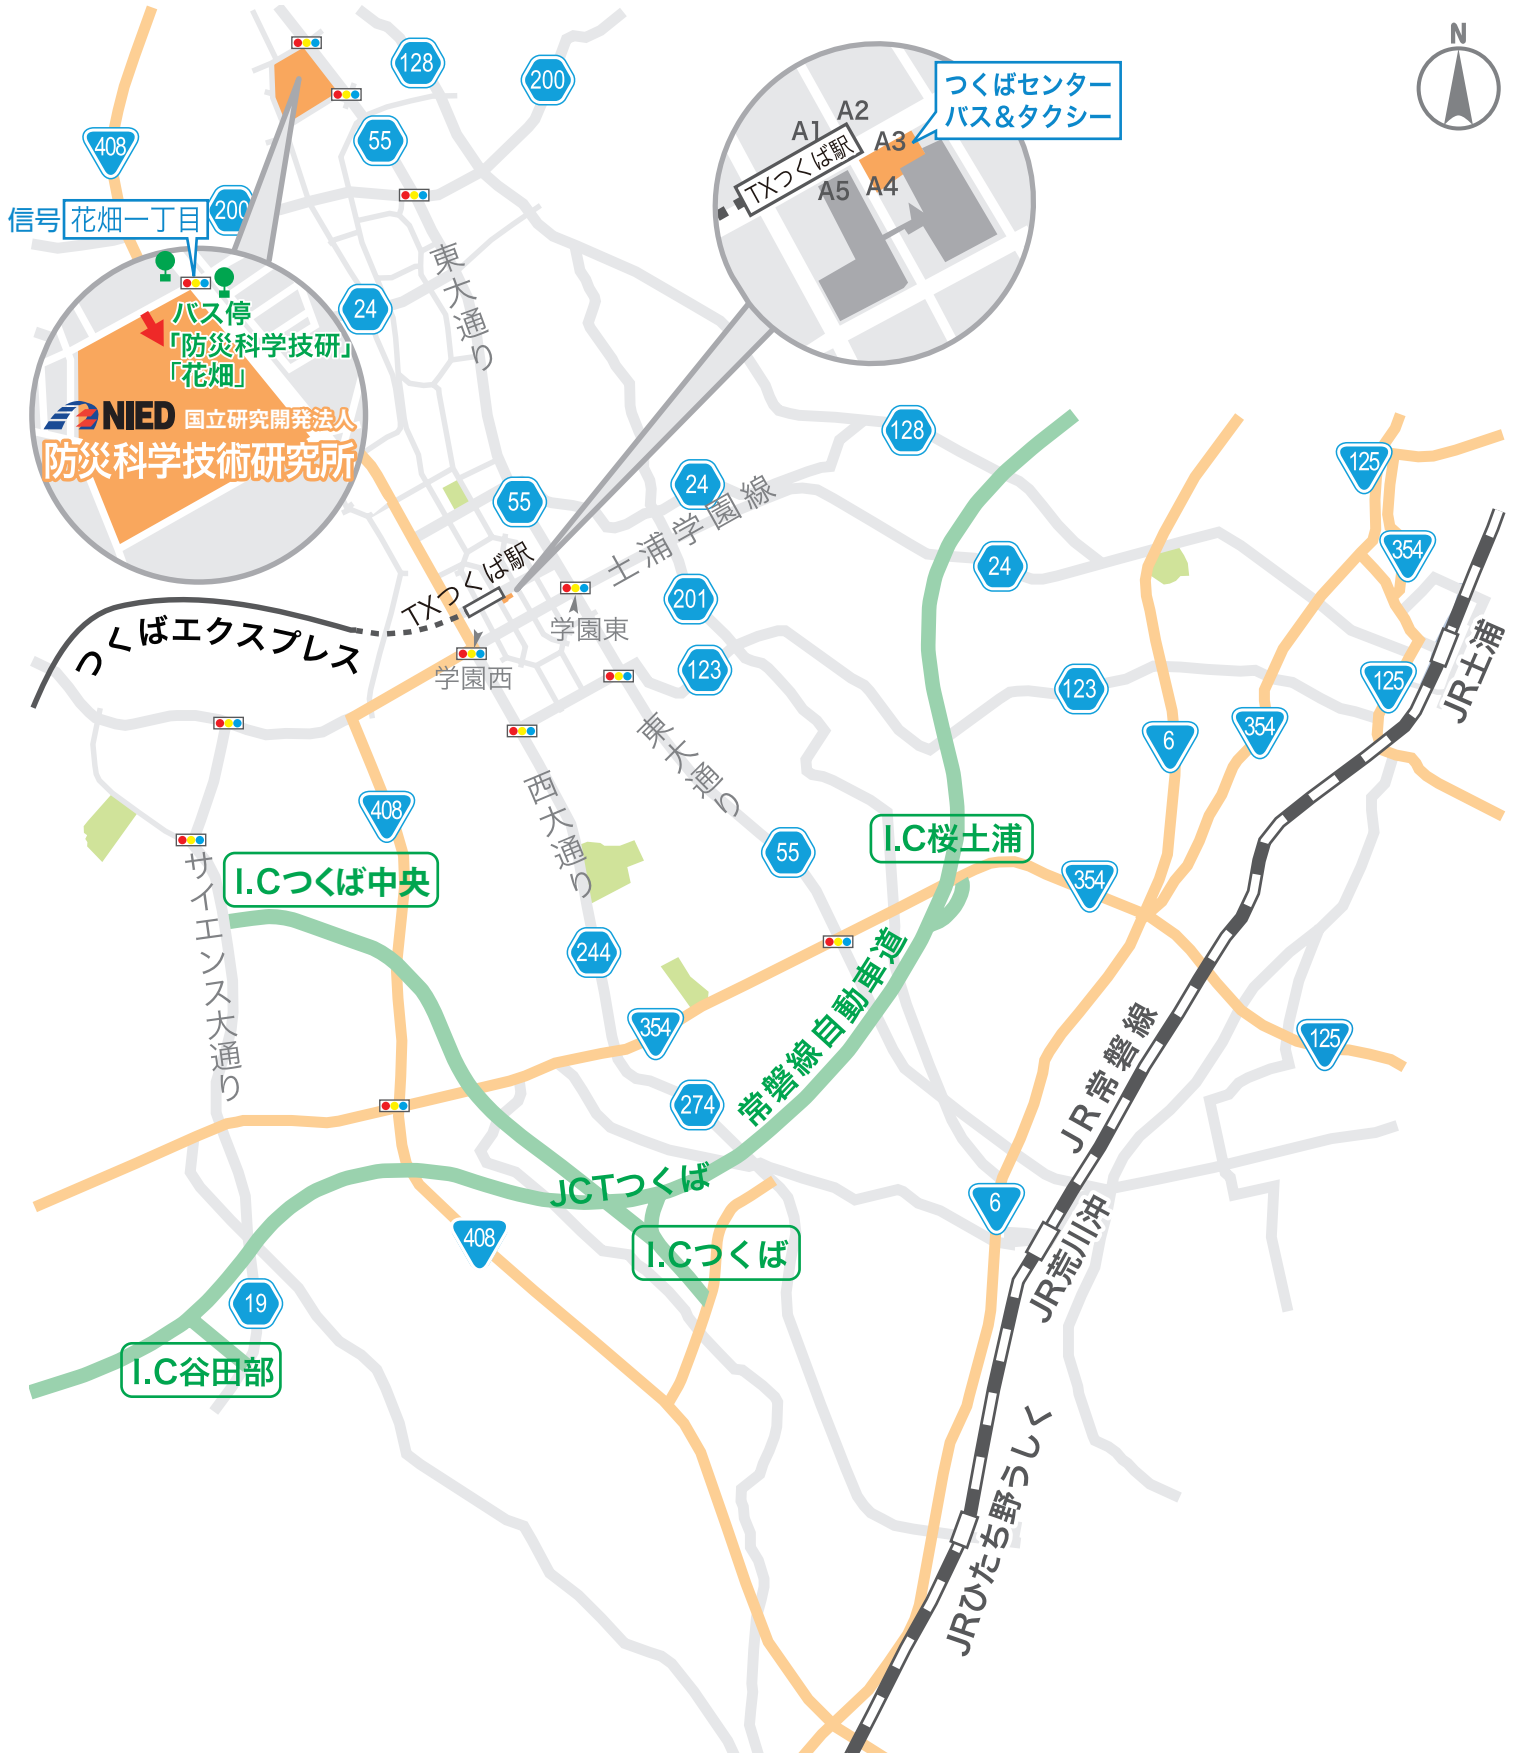 N
128
200
55
408
信号
花畑一丁目
200
24
バス停
「防災科学技研」
「花畑」
NIED 国立研究開発法人
防災科学技術研究所
東大通り
つくばセンター
バス＆タクシー
A1
A2
A3
A4
A5
TXつくば駅
128
125
354
55
24
土浦学園線
24
TXつくば駅
201
学園東
つくばエクスプレス
学園西
123
123
125
354
6
JR土浦
東大通り
西大通り
408
55
I.C桜土浦
サイエンス大通り
I.Cつくば中央
354
244
常磐線自動車道
354
125
JR常磐線
274
JCTつくば
6
I.Cつくば
408
JR荒川沖
19
I.C谷田部
JRひたち野うしく